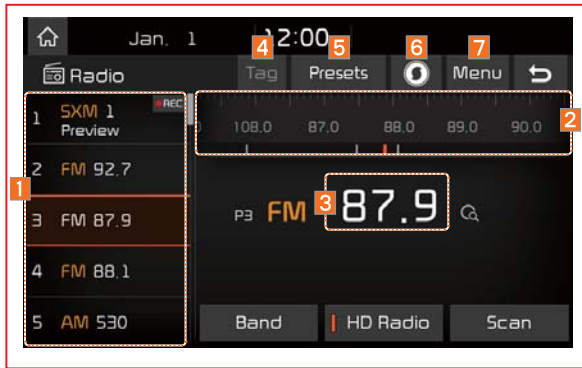 Jan. 1 12:00
4 5 6 7
Radio Tag Presets Menu
1 SXM 1 REC
Preview
108.0 87.0 88.0 89.0 90.0 2
2 FM 92.7
1
3 FM 87.9
P3 FM 3 87.9
4 FM 88.1
5 AM 530
Band HD Radio Scan